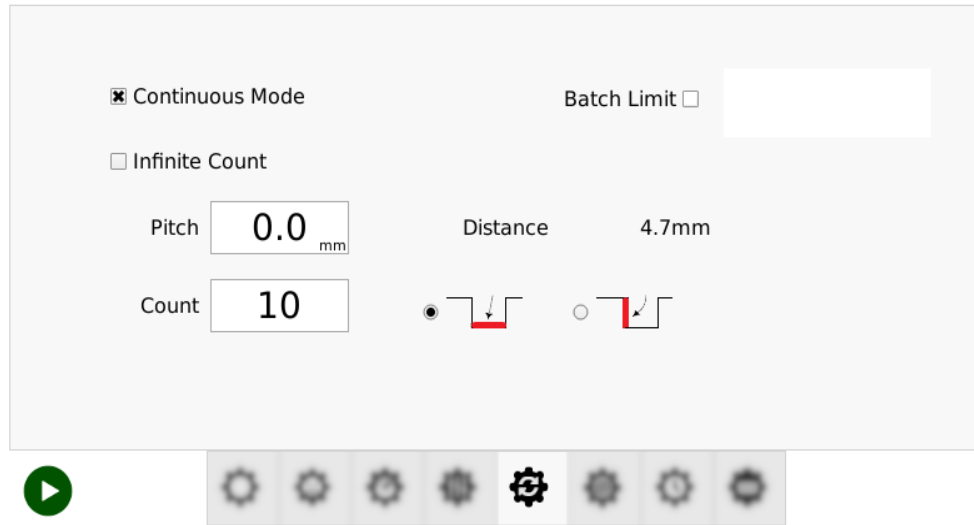 Continuous Mode
Batch Limit
Infinite Count
Pitch 0.0 mm
Distance 4.7mm
Count 10